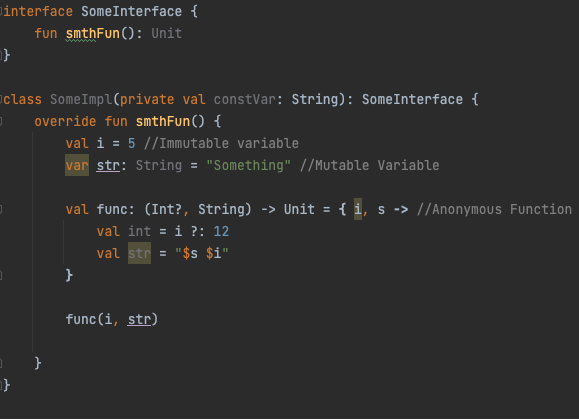 interface SomeInterface {
    fun smthFun(): Unit
}
class SomeImpl(private val constVar: String): SomeInterface {
    override fun smthFun() {
        val i = 5 //Immutable variable
        var str: String = "Something" //Mutable Variable
        val func: (Int?, String) -> Unit = { i, s -> //Anonymous Function
            val int = i ?: 12
            val str = "$s $i"
        }
        func(i, str)
    }
}